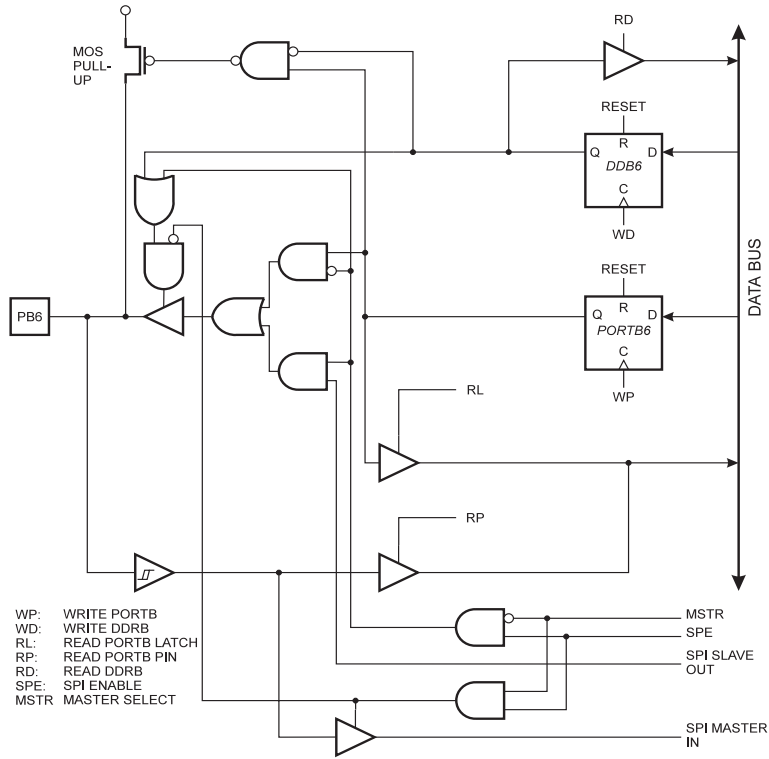 RD
MOS
PULL-
UP
RESET
R
Q D
DDB6
C
WD
RESET
R
Q D
PORTB6
C
WP
DATA BUS
PB6
RL
RP
WP: WRITE PORTB
WD: WRITE DDRB
RL: READ PORTB LATCH
RP: READ PORTB PIN
RD: READ DDRB
SPE: SPI ENABLE
MSTR MASTER SELECT
MSTR
SPE
SPI SLAVE
OUT
SPI MASTER
IN